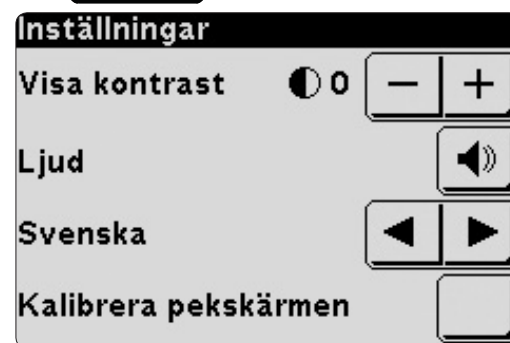 Inställningar
Visa kontrast 0 − +
Ljud
Svenska
Kalibrera pekskärmen